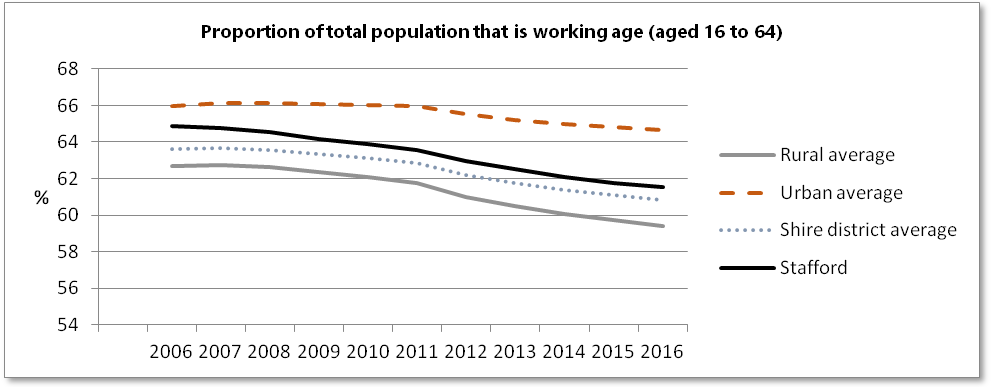 Proportion of total population that is working age (aged 16 to 64)
68
66
64
62
60
58
56
54
%
2006 2007 2008 2009 2010 2011 2012 2013 2014 2015 2016
Rural average
Urban average
Shire district average
Stafford